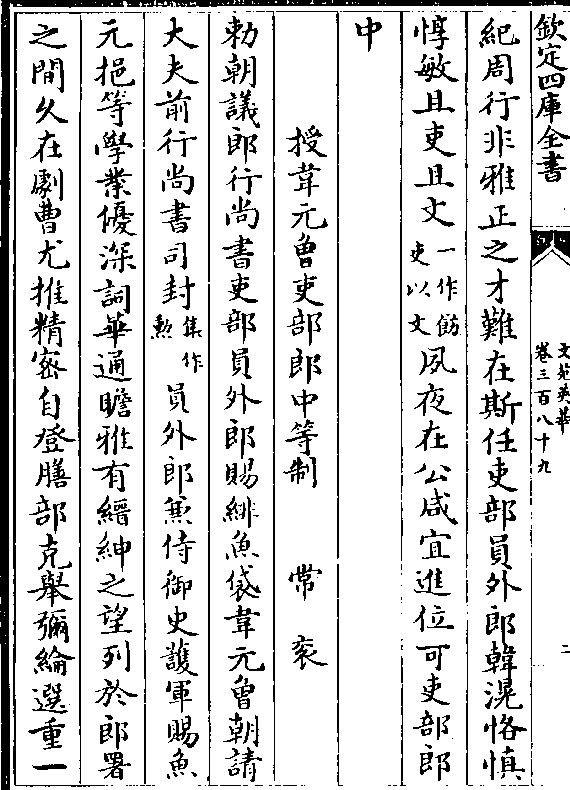 欽定四庫全書
文苑英華
卷三百八十九
二
紀周行非雅正之才難在斯任吏部員外郎韓滉恪慎
惇敏且吏且文一作飭吏以文夙夜在公咸宜進位可吏部郎
中
授韋元魯吏部郎中等制 常衮
勅朝議郎行尚書吏部員外郎賜緋魚袋韋元魯朝請
大夫前行尚書司封集作勲員外郎兼侍御史護軍賜魚
元挹等學業優深詞華通贍雅有縉紳之望列於郎署
之間久在劇曹尤推精密自登膳部克舉彌綸選重一